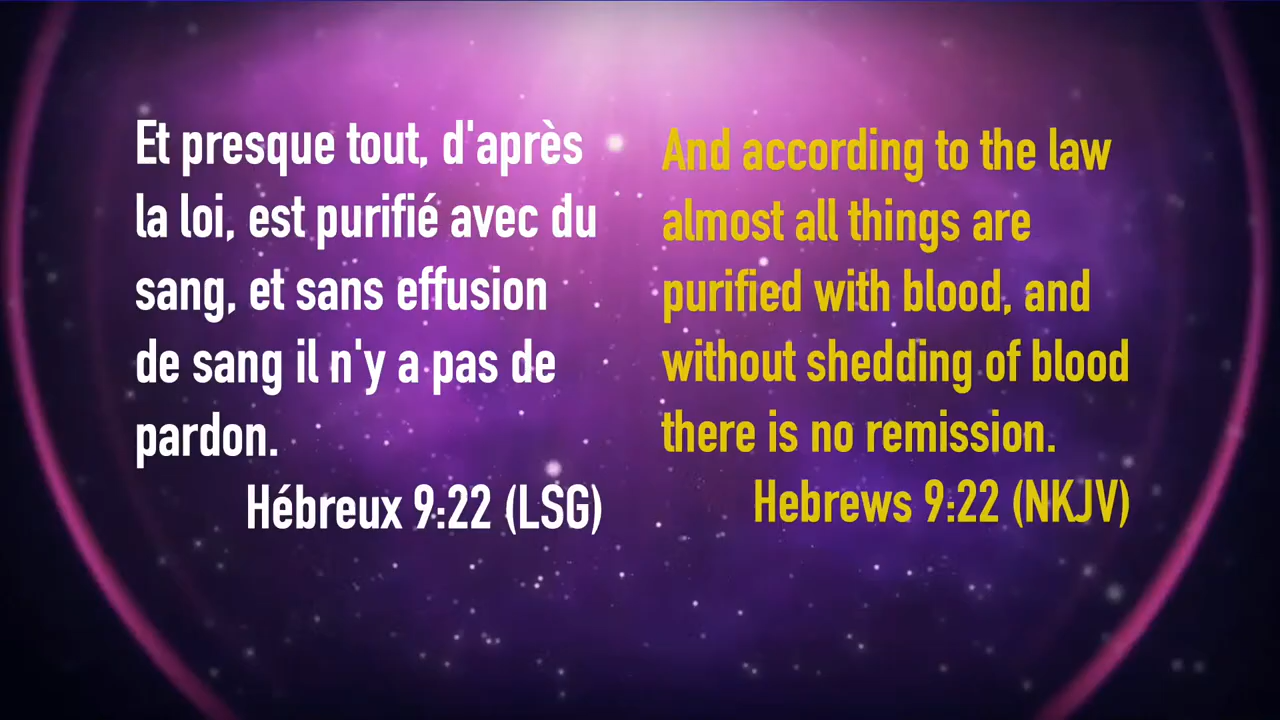 Et presque tout, d'après
la loi, est purifié avec du
sang, et sans effusion
de sang il n'y a pas de
pardon.
Hébreux 9:22 (LSG)
And according to the law
almost all things are
purified with blood, and
without shedding of blood
there is no remission.
Hebrews 9:22 (NKJV)